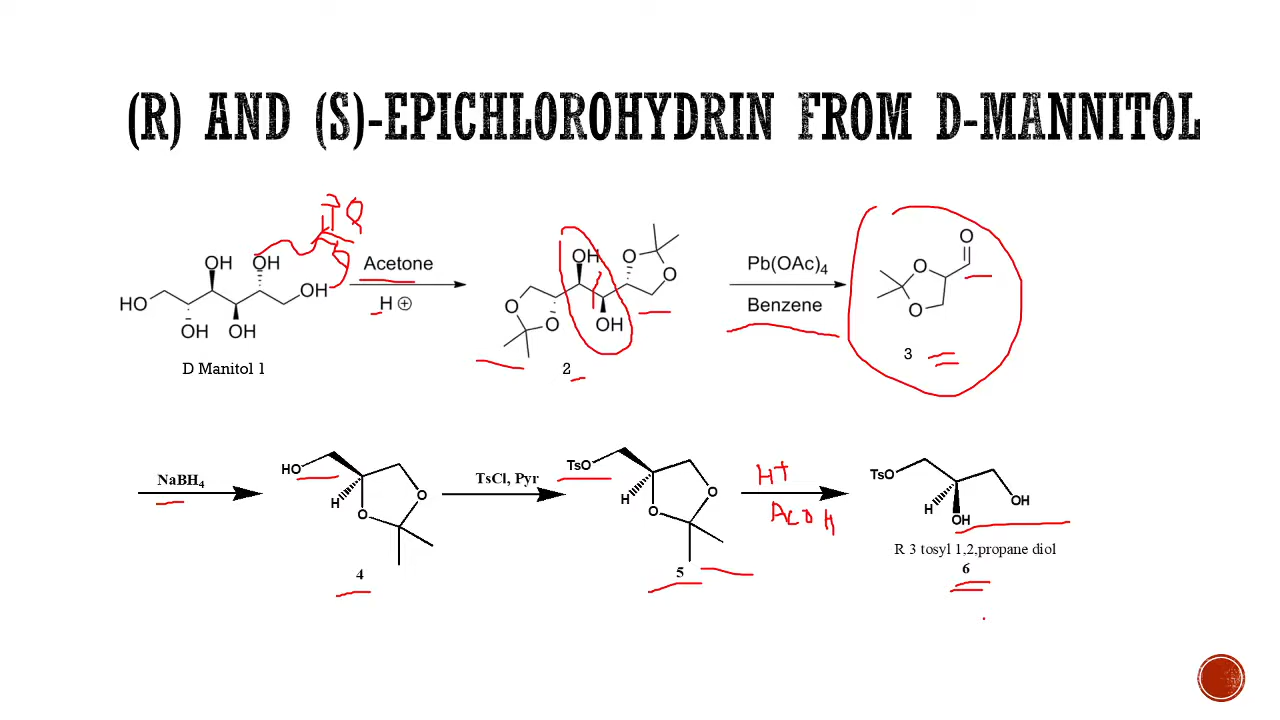 (R) AND (S)-EPICHLOROHYDRIN FROM D-MANNITOL
OH OH
HO OH
OH OH
D Manitol 1
Acetone
H ⊕
OH O
O
O O
OH
2
Pb(OAc)4
Benzene
O
O
O
3
NaBH4
HO
H
O
O
4
TsCl, Pyr
TsO
H
O
O
5
H+
ACOH
TsO
H
OH
OH
R 3 tosyl 1,2,propane diol
6